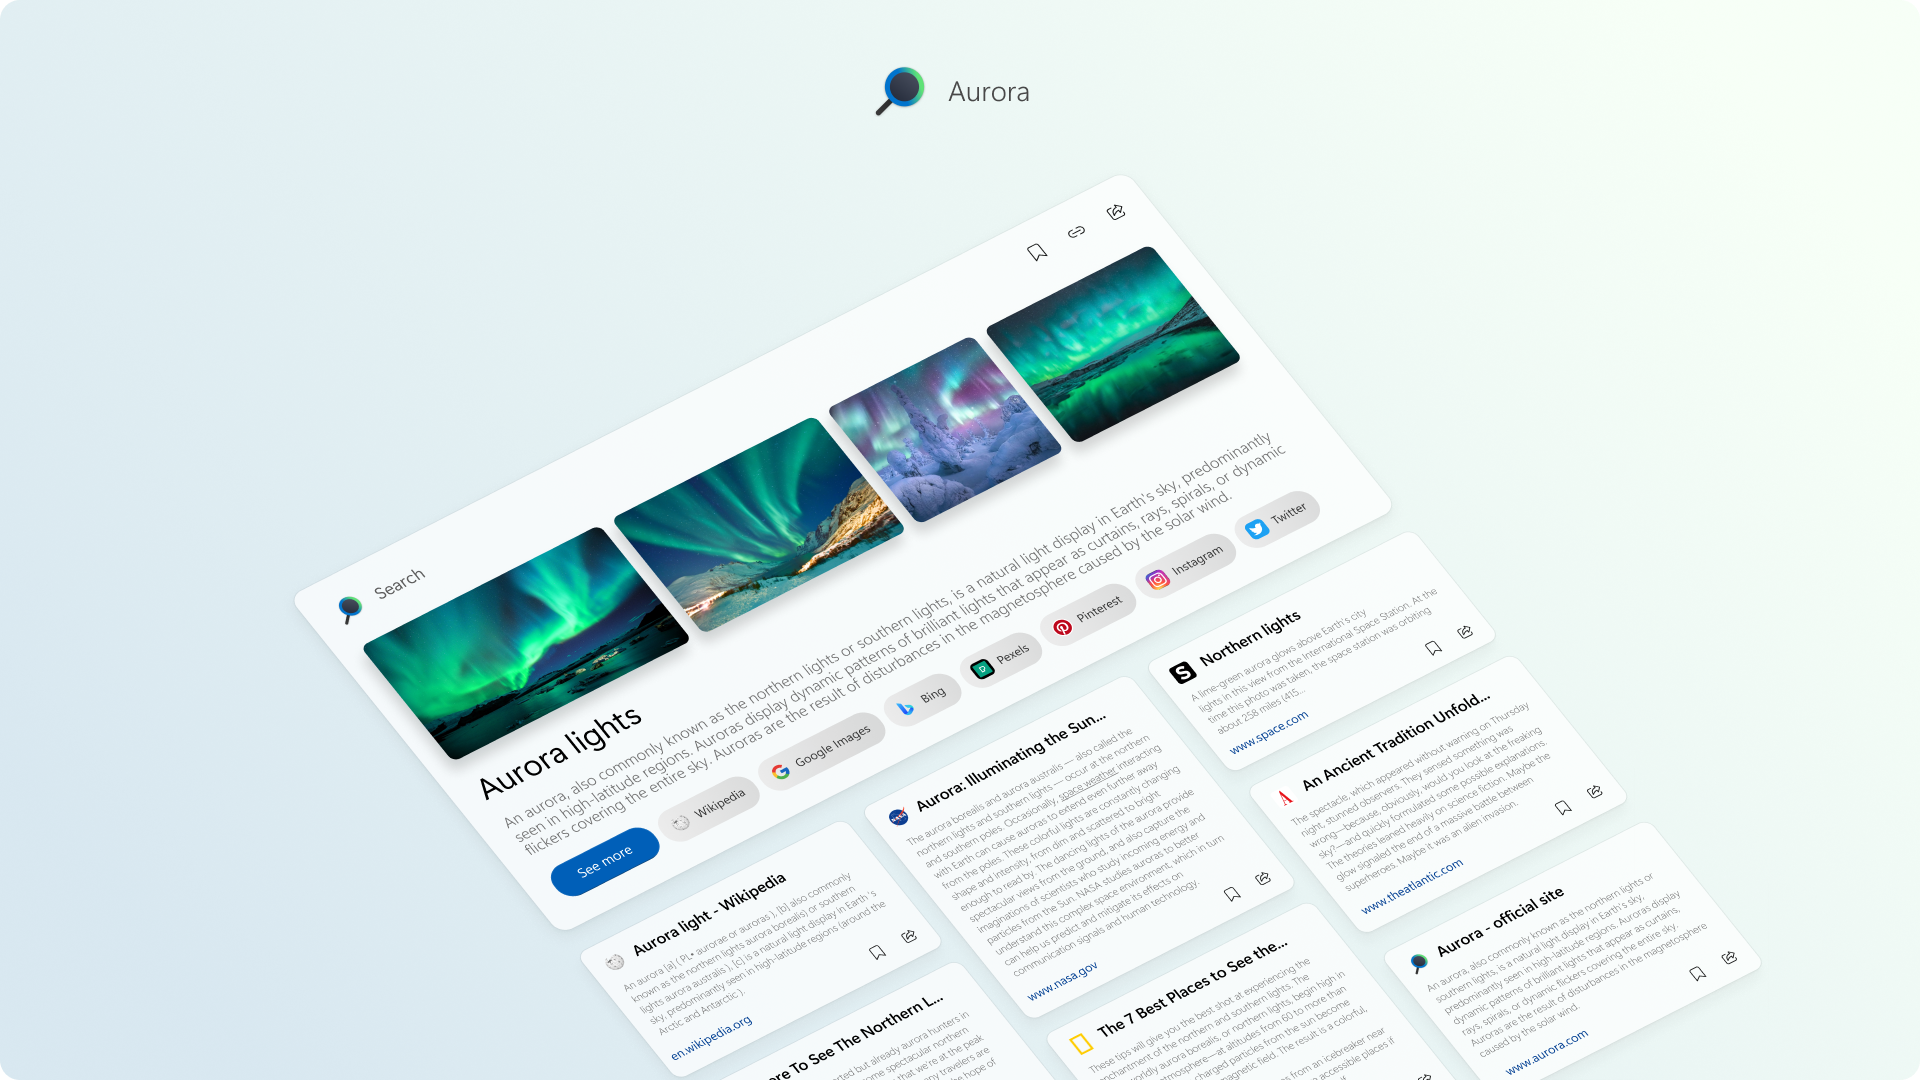 Aurora
Search
Aurora lights
An aurora, also commonly known as the northern lights or southern lights, is a natural light display in Earth's sky, predominantly
seen in high-latitude regions. Auroras display dynamic patterns of brilliant lights that appear as curtains, rays, spirals, or dynamic
flickers covering the entire sky. Auroras are the result of disturbances in the magnetosphere caused by the solar wind.
See more
Wikipedia
Google Images
Bing
Pexels
Pinterest
Instagram
Twitter
Aurora light - Wikipedia
An aurora [a] ( PL• aurorae or auroras ), [b] also commonly
known as the northern lights aurora borealis) or southern
lights aurora australis ), [c] is a natural light display in Earth 's
sky, predominantly seen in high-latitude regions (around the
Arctic and Antarctic ).
en.wikipedia.org
Aurora: Illuminating the Sun...
The aurora borealis and aurora australis — also called the
northern lights and southern lights — occur at the northern
and southern poles. Occasionally, space weather interacting
with Earth can cause auroras to extend even further away
from the poles. These colorful lights are constantly changing
shape and intensity, from dim and scattered to bright
enough to read by. The dancing lights of the aurora provide
spectacular views from the ground, and also capture the
imaginations of scientists who study incoming energy and
particles from the Sun. NASA studies auroras to better
understand this complex space environment, which in turn
can help us predict and mitigate its effects on
communication signals and human technology.
www.nasa.gov
Northern lights
A lime-green aurora glows above Earth's city
lights in this view from the International Space Station. At the
time this photo was taken, the space station was orbiting
about 258 miles (415...
www.space.com
An Ancient Tradition Unfold...
The spectacle, which appeared without warning on Thursday
night, stunned observers. They sensed something was
wrong—because, obviously, would you look at the freaking
sky?—and quickly formulated some possible explanations.
The theories leaned heavily on science fiction. Maybe the
glow signaled the end of a massive battle between
superheroes. Maybe it was an alien invasion.
www.theatlantic.com
Aurora - official site
An aurora, also commonly known as the northern lights or
southern lights, is a natural light display in Earth's sky,
predominantly seen in high-latitude regions. Auroras display
dynamic patterns of brilliant lights that appear as curtains,
rays, spirals, or dynamic flickers covering the entire sky.
Auroras are the result of disturbances in the magnetosphere
caused by the solar wind.
www.aurora.com
The 7 Best Places to See the...
These tips will give you the best shot at experiencing the
enchantment of the northern and southern lights. The
worldly aurora borealis, or northern lights, begin high in
atmosphere—at altitudes from 60 to more than
charged particles from the sun become
magnetic field. The result is a colorful,
from an icebreaker near
accessible places if
ere To See The Northern L...
rted but already aurora hunters in
ome spectacular northern
that we're at the peak
ny travelers are
he hope of